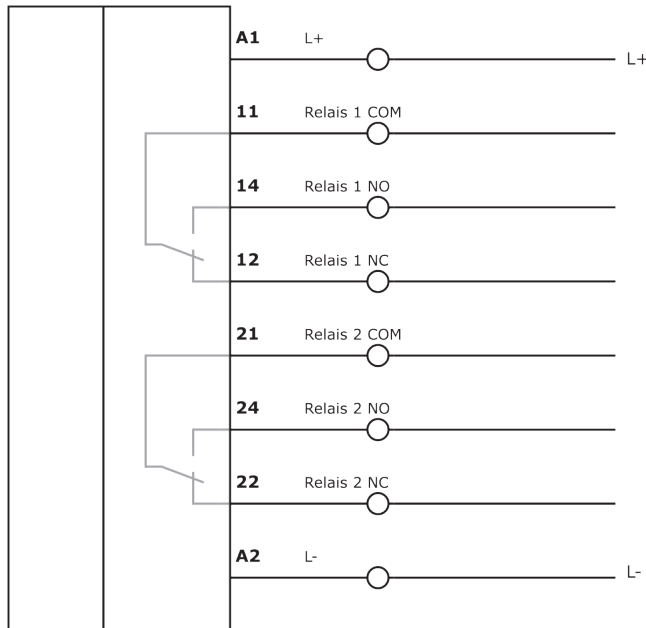 A1 L+
L+
11 Relais 1 COM
14 Relais 1 NO
12 Relais 1 NC
21 Relais 2 COM
24 Relais 2 NO
22 Relais 2 NC
A2 L-
L-